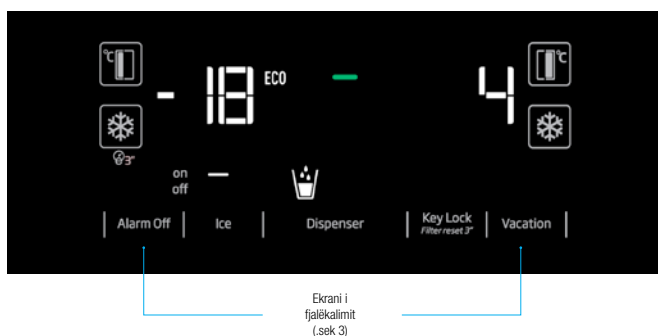 °C
°C
- 18 ECO 4
3"
on
off
Alarm Off Ice Dispenser Key Lock Vacation
Filter reset 3"
Ekrani i
fjalëkalimit
(.sek 3)